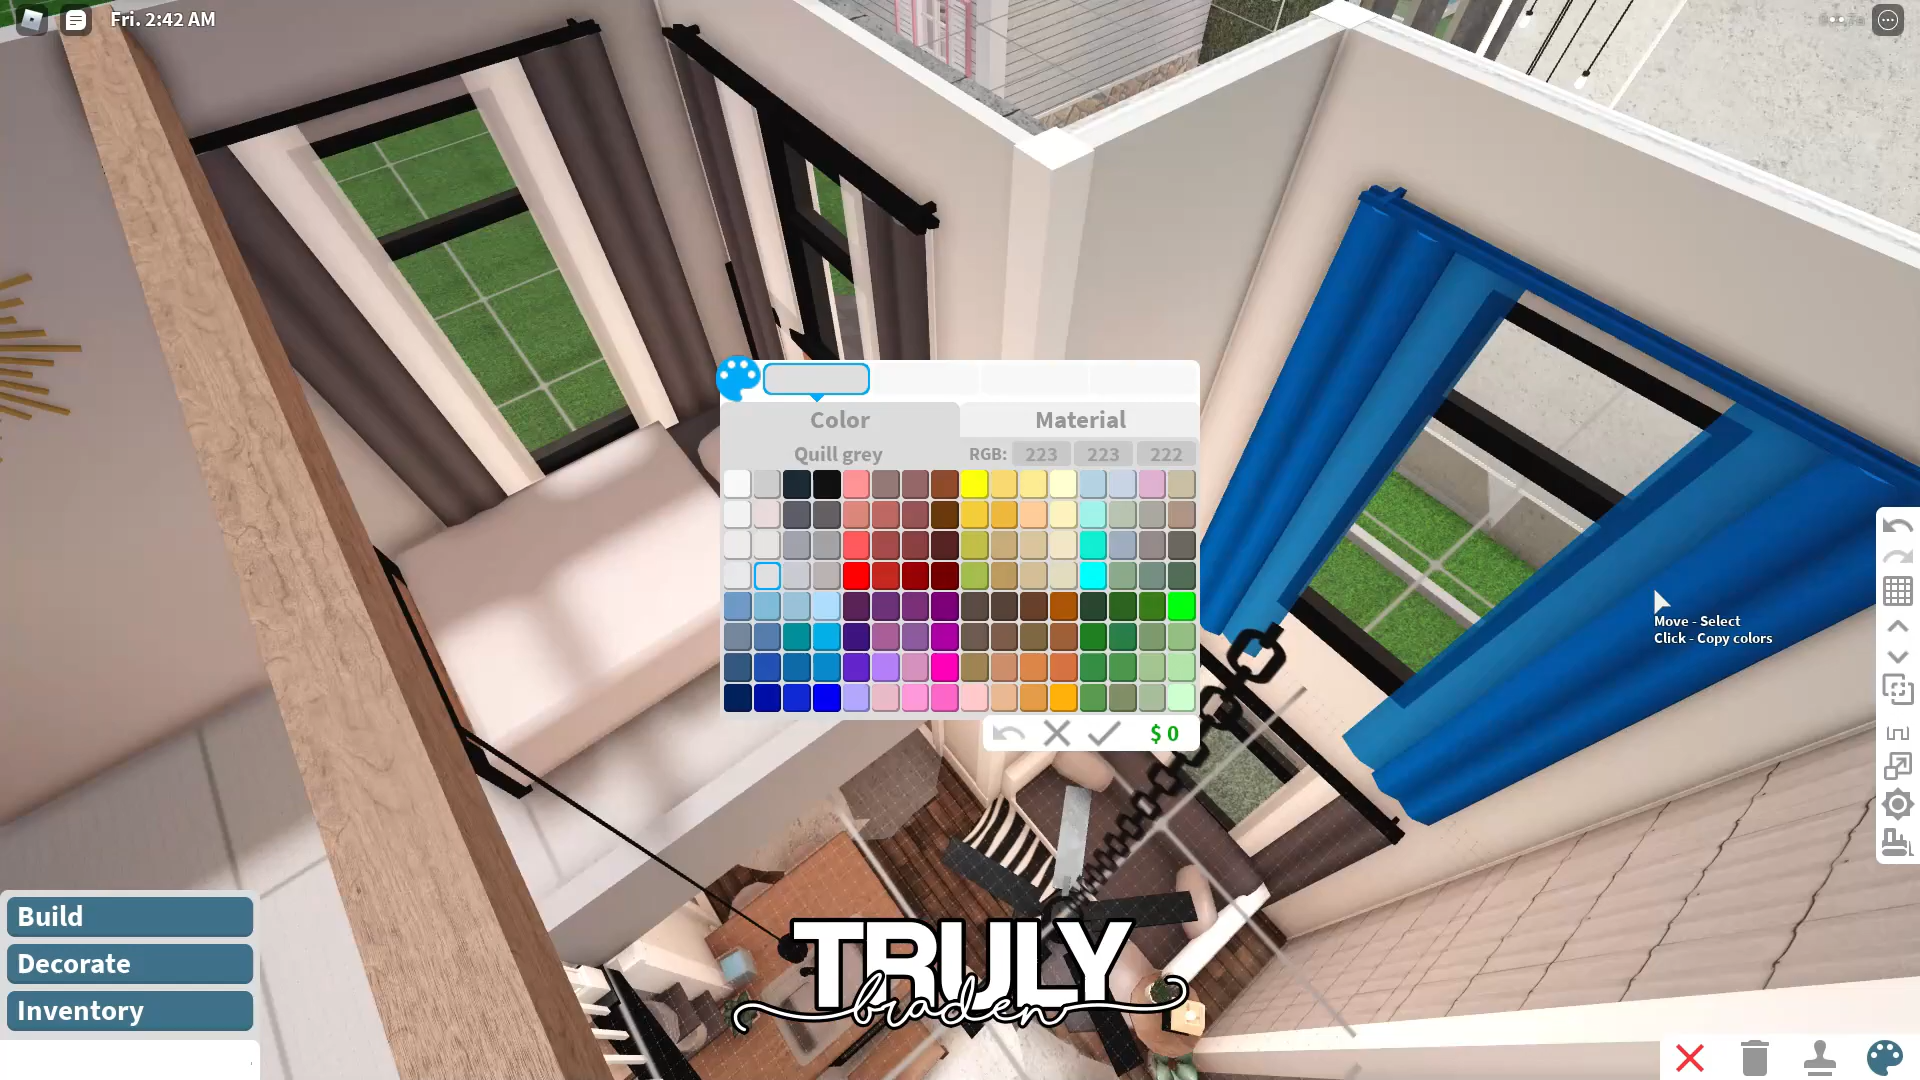 Fri. 2:42 AM
Color
Material
Quill grey
RGB: 223 223 222
Move - Select
Click - Copy colors
$ 0
Build
Decorate
Inventory
TRULY
braden